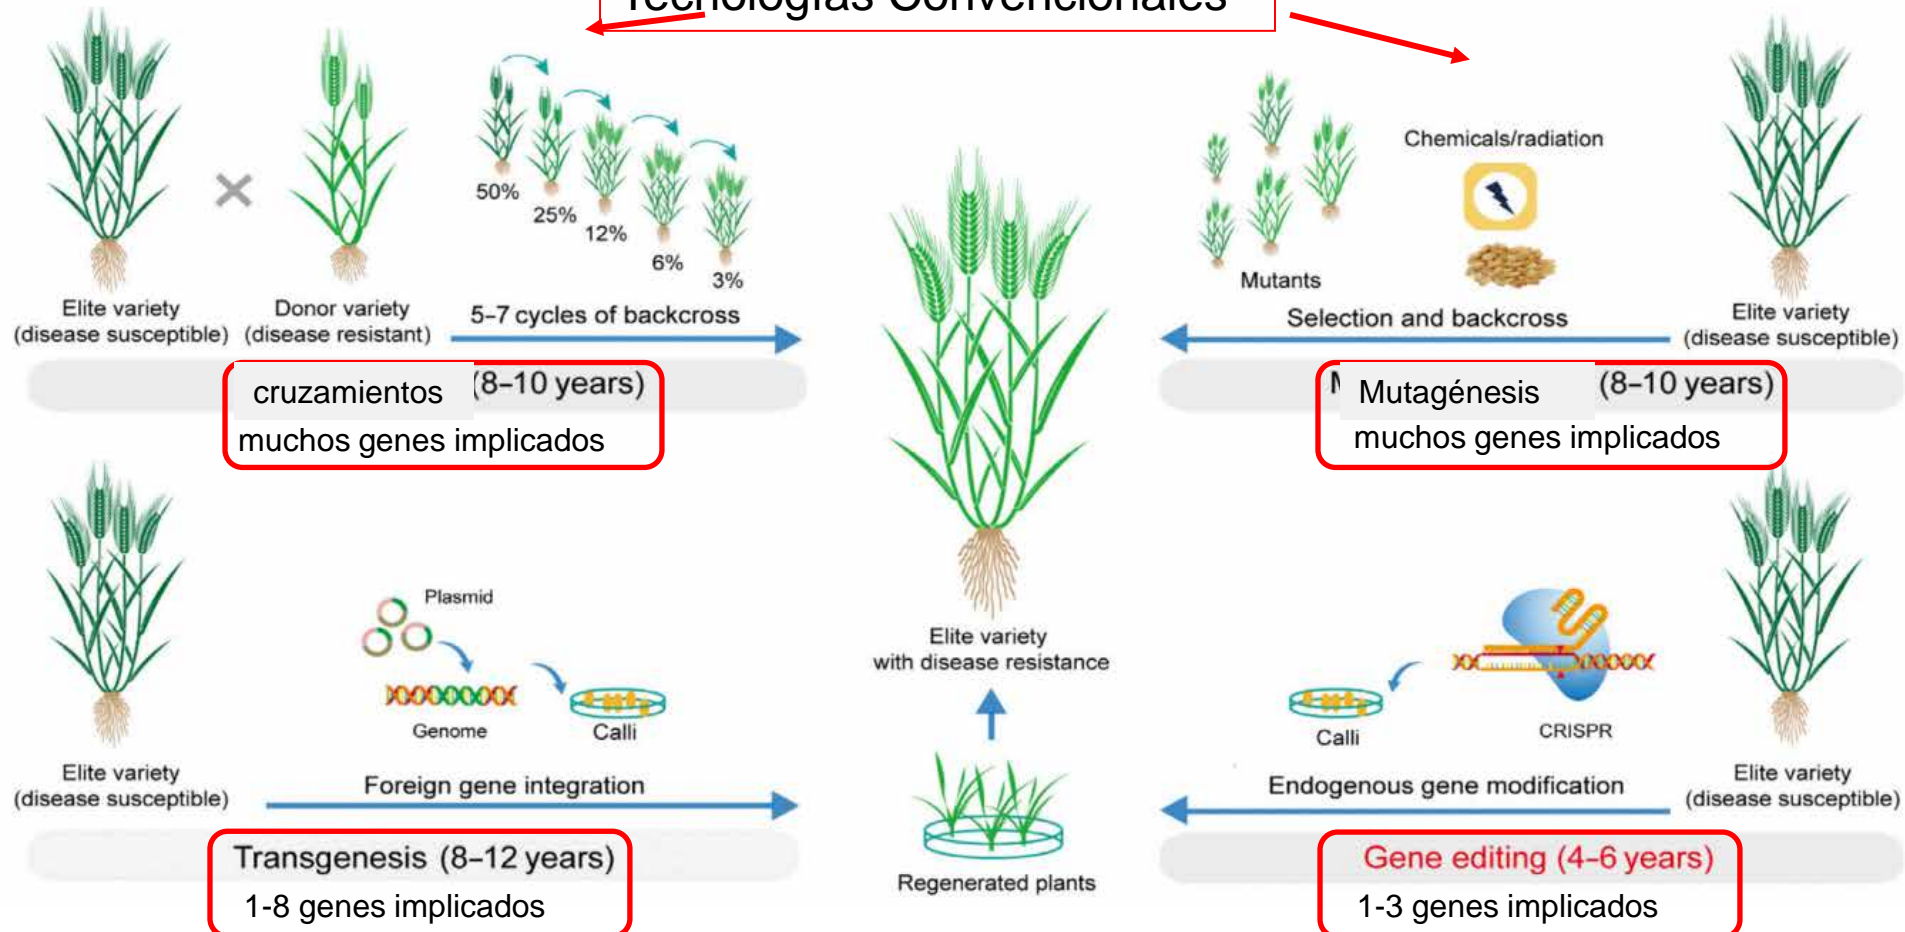 Tecnologías Convencionales
50%
25%
12%
6%
3%
Elite variety
(disease susceptible)
Donor variety
(disease resistant)
5-7 cycles of backcross
cruzamientos (8-10 years)
muchos genes implicados
Chemicals/radiation
Mutants
Selection and backcross
Elite variety
(disease susceptible)
Mutagénesis (8-10 years)
muchos genes implicados
Elite variety
with disease resistance
Plasmid
Genome
Calli
Elite variety
(disease susceptible)
Foreign gene integration
Transgenesis (8-12 years)
1-8 genes implicados
Regenerated plants
Calli
CRISPR
Endogenous gene modification
Elite variety
(disease susceptible)
Gene editing (4-6 years)
1-3 genes implicados